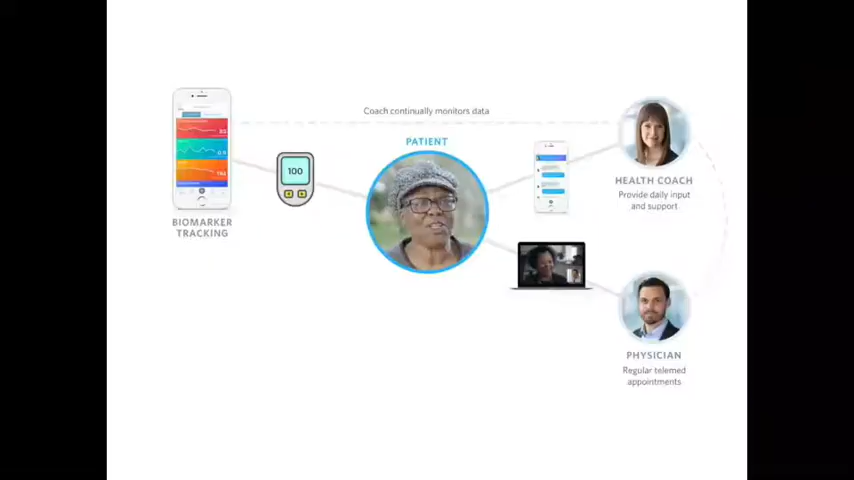 Coach continually monitors data
PATIENT
100
BIOMARKER
TRACKING
HEALTH COACH
Provide daily input
and support
PHYSICIAN
Regular telemed
appointments